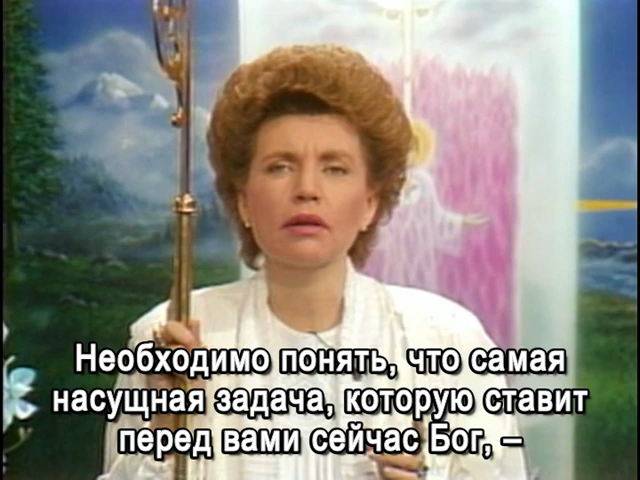 Необходимо понять, что самая
насущная задача, которую ставит
перед вами сейчас Бог, –